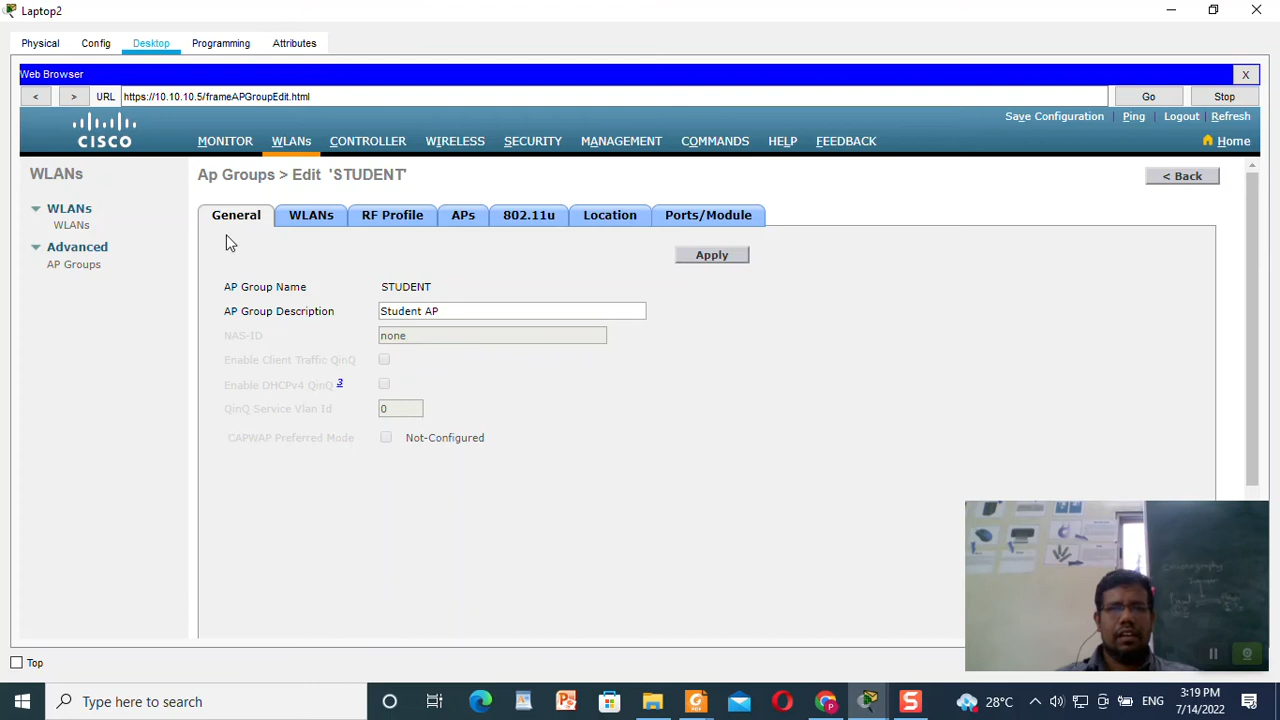 Laptop2
Physical Config Desktop Programming Attributes
Web Browser X
< > URL https://10.10.10.5/frameAPGroupEdit.html Go Stop
Save Configuration Ping Logout Refresh
CISCO MONITOR WLANs CONTROLLER WIRELESS SECURITY MANAGEMENT COMMANDS HELP FEEDBACK Home
WLANs
WLANs
WLANs
Advanced
AP Groups
Ap Groups > Edit 'STUDENT' < Back
General WLANs RF Profile APs 802.11u Location Ports/Module
Apply
AP Group Name STUDENT
AP Group Description Student AP
NAS-ID none
Enable Client Traffic QinQ
Enable DHCPv4 QinQ 3
QinQ Service Vlan Id 0
CAPWAP Preferred Mode Not-Configured
Top
Type here to search
28°C ENG 3:19 PM
7/14/2022